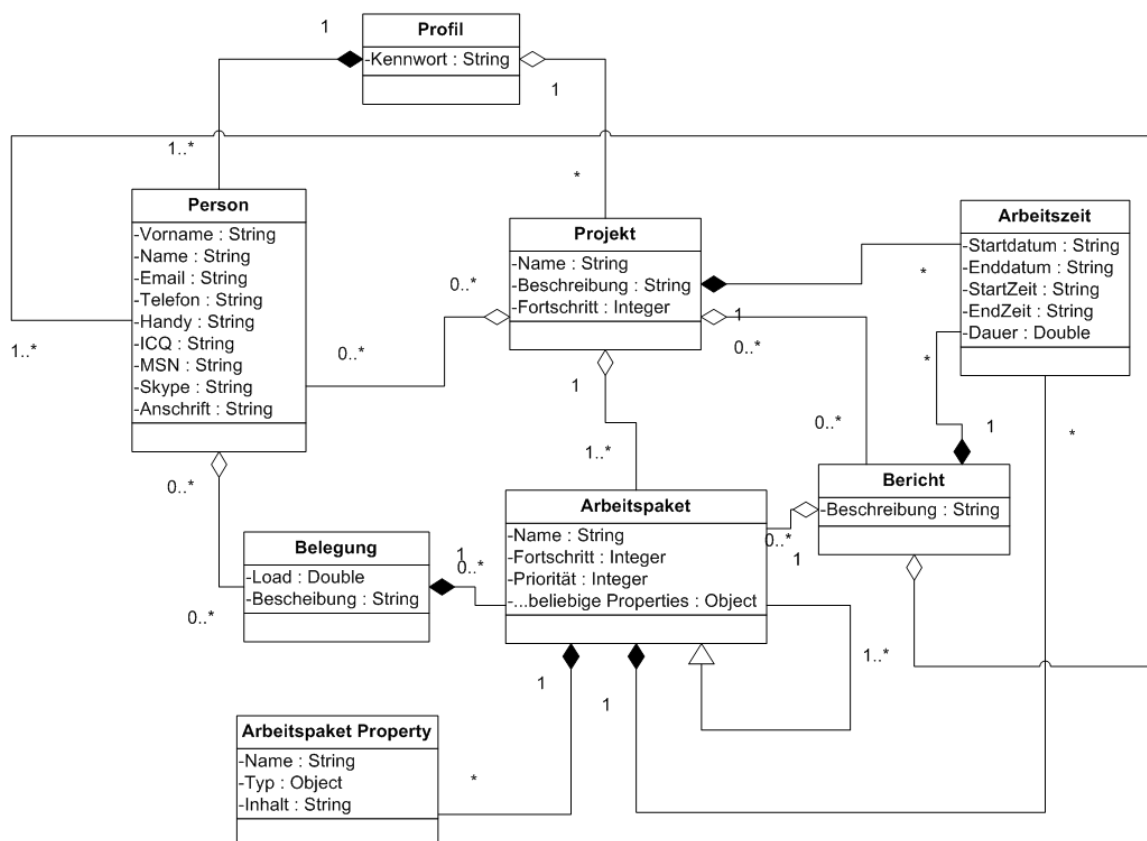 1
Profil
-Kennwort : String
1
1..*
*
Person
-Vorname : String
-Name : String
-Email : String
-Telefon : String
-Handy : String
-ICQ : String
-MSN : String
-Skype : String
-Anschrift : String
1..*
Projekt
-Name : String
-Beschreibung : String
-Fortschritt : Integer
0..*
0..*
Arbeitszeit
-Startdatum : String
-Enddatum : String
-StartZeit : String
-EndZeit : String
-Dauer : Double
*
1
0..*
*
1
1
*
0..*
1..*
0..*
Bericht
-Beschreibung : String
Arbeitspaket
-Name : String
-Fortschritt : Integer
-Priorität : Integer
-...beliebige Properties : Object
0..*
1
Belegung
-Load : Double
-Bescheibung : String
1
0..*
0..*
1..*
1
1
Arbeitspaket Property
-Name : String
-Typ : Object
-Inhalt : String
*